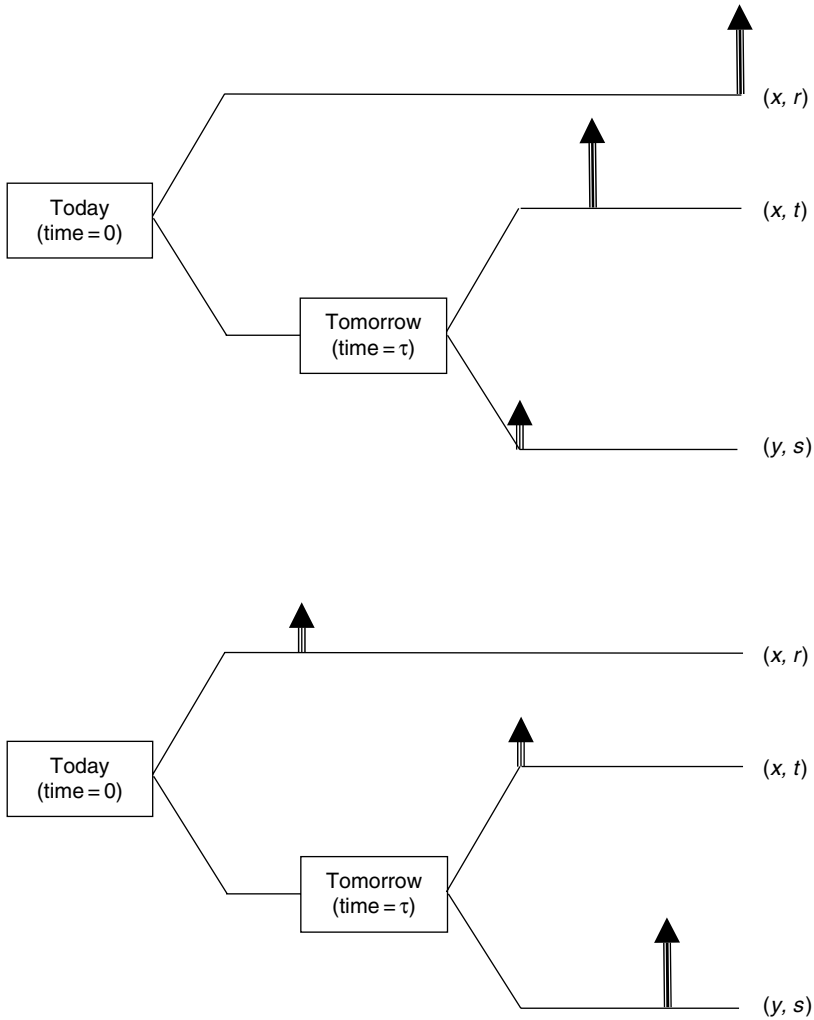 (x, r)
Today
(time = 0)
(x, t)
Tomorrow
(time = τ)
(y, s)
(x, r)
Today
(time = 0)
(x, t)
Tomorrow
(time = τ)
(y, s)